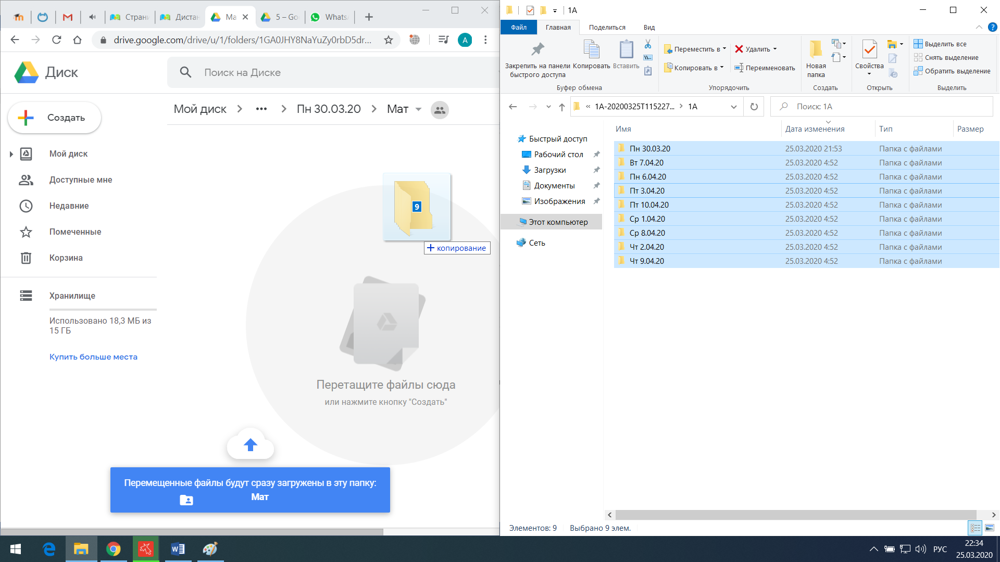 Страни
Дистан
Ма
5 – Go
Whats
drive.google.com/drive/u/1/folders/1GA0JHY8NaYuZy0rbD5dr...
A
Диск
Поиск на Диске
Создать
Мой диск
Пн 30.03.20
Мат
Мой диск
Доступные мне
Недавние
Помеченные
Корзина
Хранилище
Использовано 18,3 МБ из
15 ГБ
Купить больше места
9
копирование
Перетащите файлы сюда
или нажмите кнопку "Создать"
Перемещенные файлы будут сразу загружены в эту папку:
Мат
1А
Файл
Главная
Поделиться
Вид
Закрепить на панели
быстрого доступа
Копировать
Вставить
Буфер обмена
Переместить в
Копировать в
Удалить
Переименовать
Упорядочить
Новая
папка
Создать
Свойства
Открыть
Выделить все
Снять выделение
Обратить выделение
Выделить
« 1А-20200325T115227... 1А
Поиск: 1А
Имя
Дата изменения
Тип
Размер
Быстрый доступ
Рабочий стол
Загрузки
Документы
Изображения
Этот компьютер
Сеть
Пн 30.03.20 25.03.2020 21:53 Папка с файлами
Вт 7.04.20 25.03.2020 4:52 Папка с файлами
Пн 6.04.20 25.03.2020 4:52 Папка с файлами
Пт 3.04.20 25.03.2020 4:52 Папка с файлами
Пт 10.04.20 25.03.2020 4:52 Папка с файлами
Ср 1.04.20 25.03.2020 4:52 Папка с файлами
Ср 8.04.20 25.03.2020 4:52 Папка с файлами
Чт 2.04.20 25.03.2020 4:52 Папка с файлами
Чт 9.04.20 25.03.2020 4:52 Папка с файлами
Элементов: 9
Выбрано 9 элем.
РУС
22:34
25.03.2020